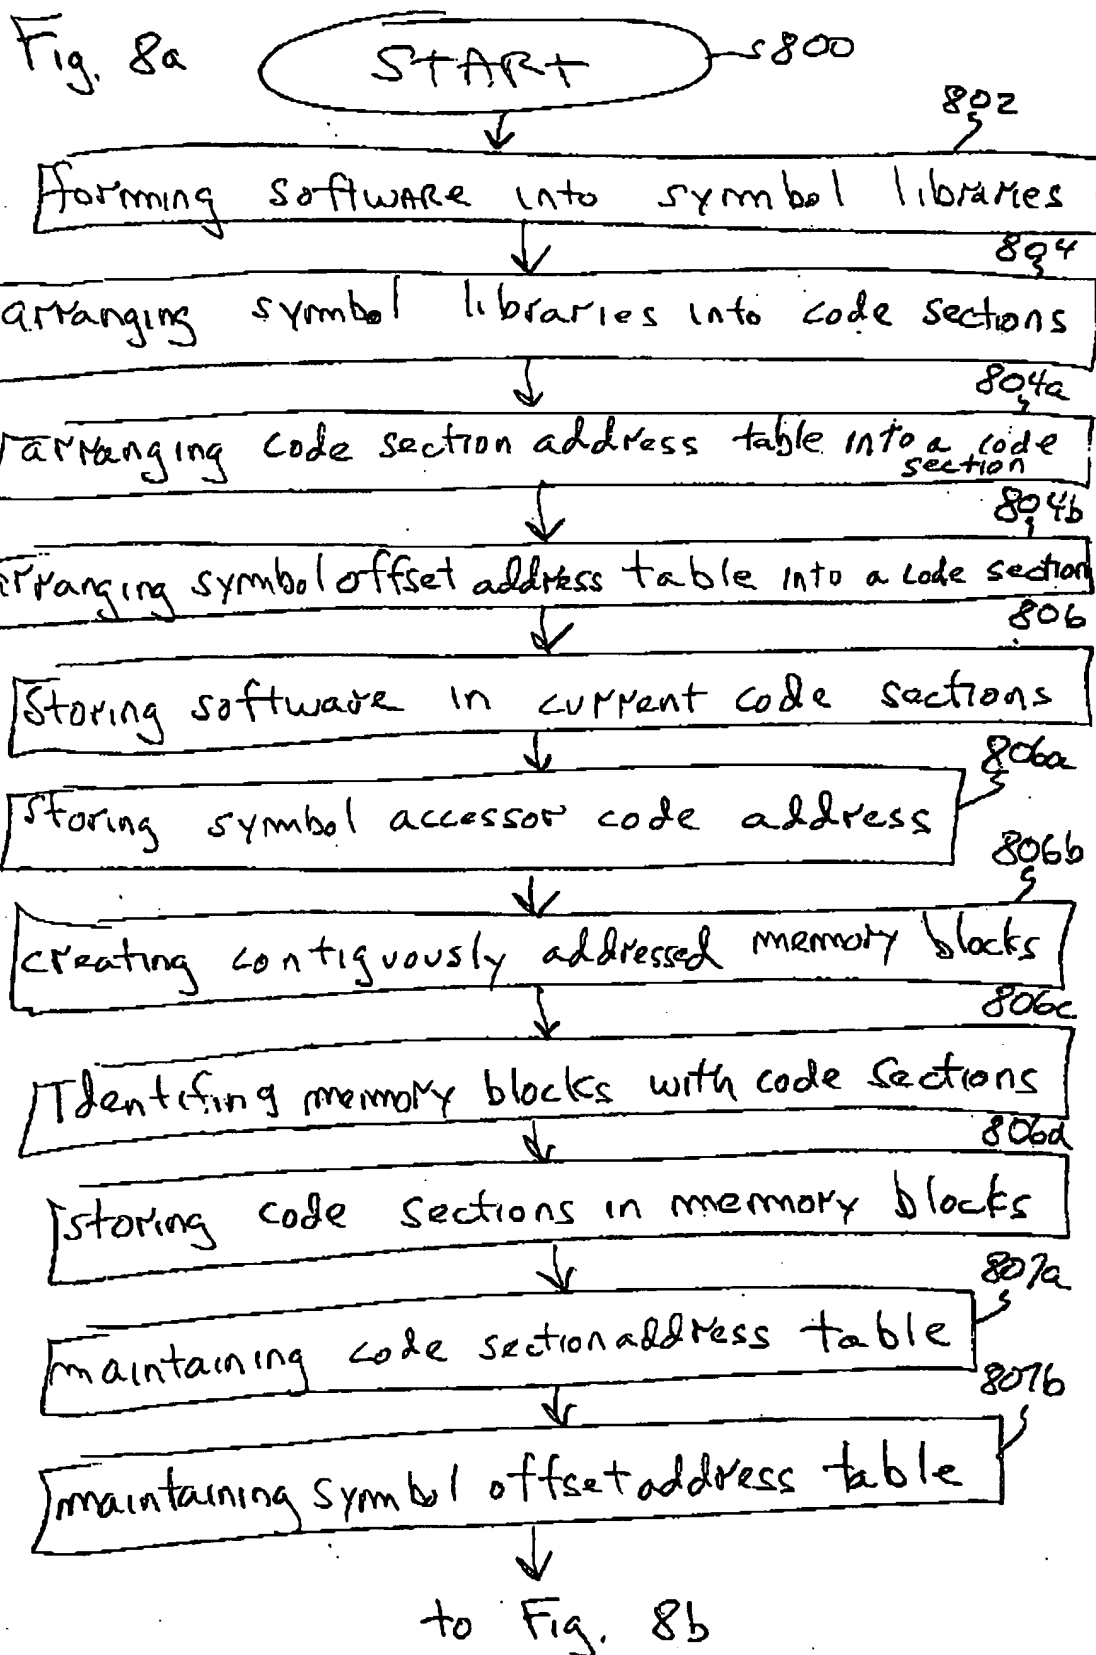 Fig. 8a
START
800
802
forming software into symbol libraries
804
arranging symbol libraries into code sections
804a
arranging code section address table into a code
section
804b
arranging symbol offset address table into a code section
806
Storing software in current code sections
806a
storing symbol accessor code address
806b
creating contiguously addressed memory blocks
806c
Identifing memory blocks with code sections
806d
storing code sections in memory blocks
807a
maintaining code section address table
807b
maintaining symbol offset address table
to Fig. 8b